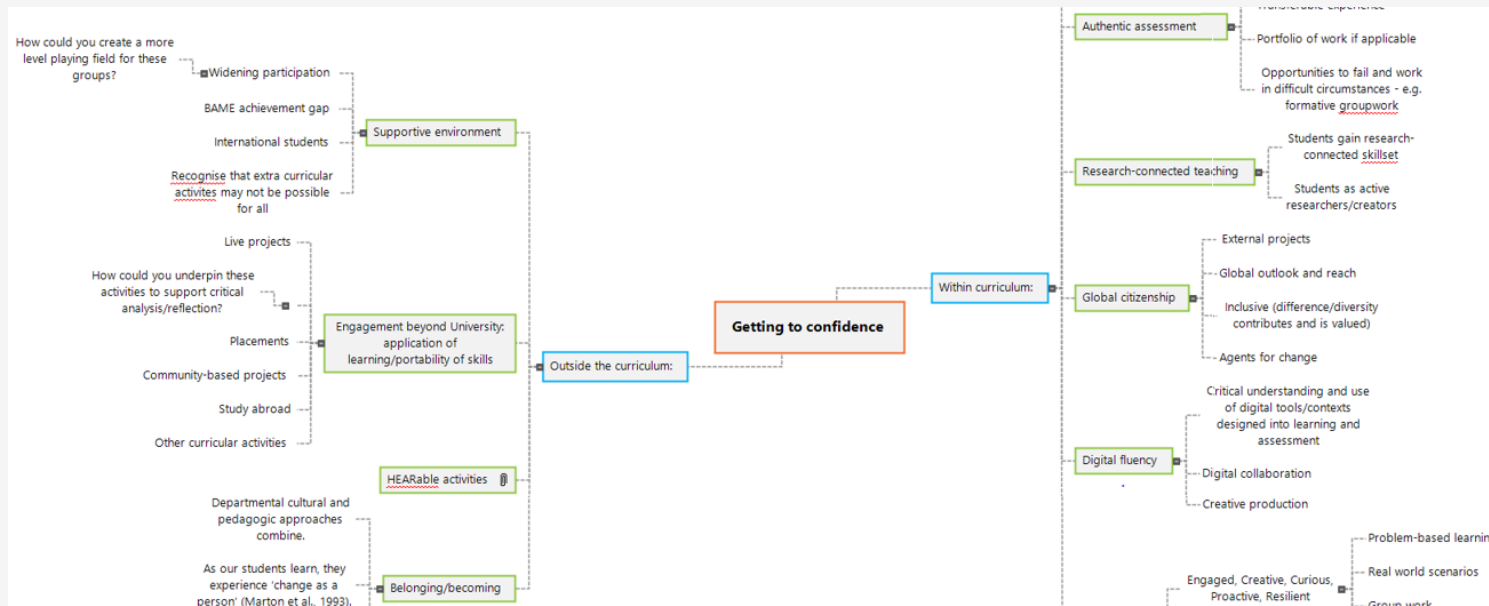 How could you create a more
level playing field for these
groups?
Widening participation
BAME achievement gap
International students
Recognise that extra curricular
activites may not be possible
for all
Supportive environment
Live projects
How could you underpin these
activities to support critical
analysis/reflection?
Placements
Community-based projects
Study abroad
Other curricular activities
Engagement beyond University:
application of
learning/portability of skills
HEARable activities
Departmental cultural and
pedagogic approaches
combine.
As our students learn, they
experience 'change as a
person' (Marton et al., 1993).
Belonging/becoming
Outside the curriculum:
Getting to confidence
Within curriculum:
Authentic assessment
Transferable experience
Portfolio of work if applicable
Opportunities to fail and work
in difficult circumstances - e.g.
formative groupwork
Research-connected teaching
Students gain research-
connected skillset
Students as active
researchers/creators
Global citizenship
External projects
Global outlook and reach
Inclusive (difference/diversity
contributes and is valued)
Agents for change
Digital fluency
Critical understanding and use
of digital tools/contexts
designed into learning and
assessment
Digital collaboration
Creative production
Engaged, Creative, Curious,
Proactive, Resilient
Problem-based learnin
Real world scenarios
Group work